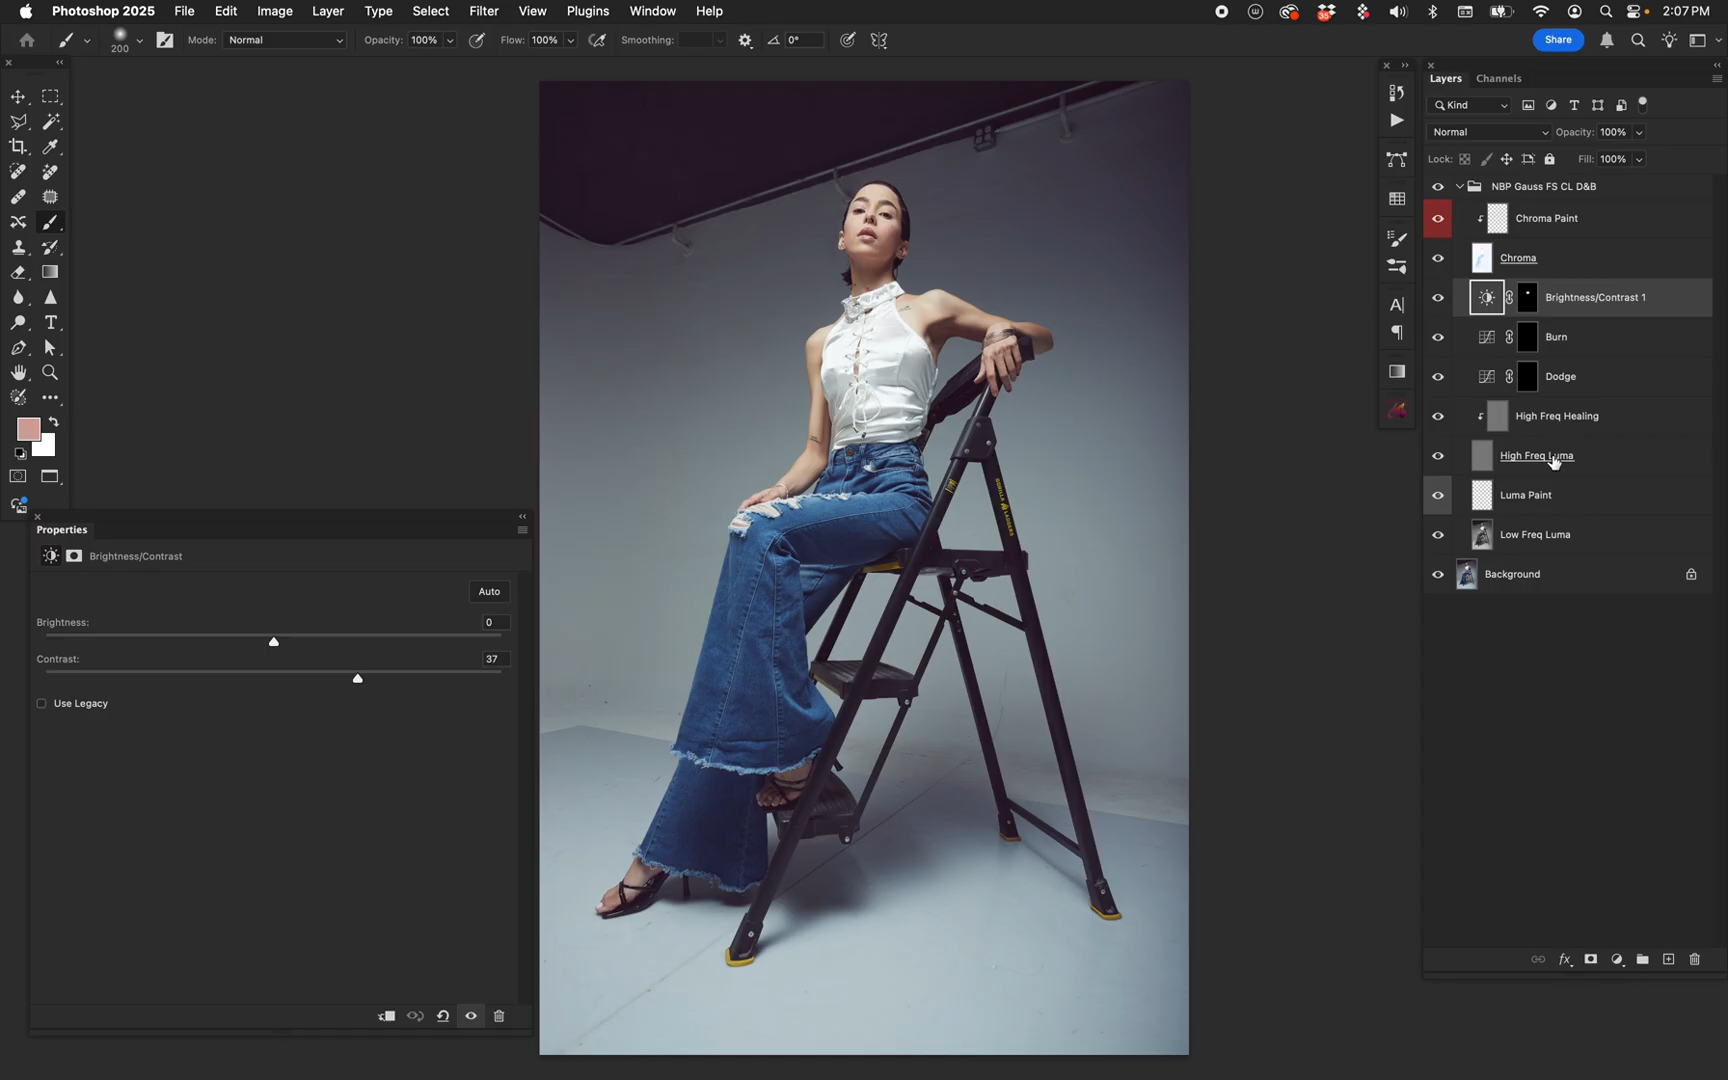 Photoshop 2025 File Edit Image Layer Type Select Filter View Plugins Window Help 35 2:07 PM
200 Mode: Normal Opacity: 100% Flow: 100% Smoothing: 0° Share
Layers Channels
Kind
Normal Opacity: 100%
Lock: Fill: 100%
NBP Gauss FS CL D&B
Chroma Paint
Chroma
Brightness/Contrast 1
Burn
Dodge
High Freq Healing
High Freq Luma
Luma Paint
Low Freq Luma
Background
Properties
Brightness/Contrast
Auto
Brightness: 0
Contrast: 37
Use Legacy
GORILLA LADDERS